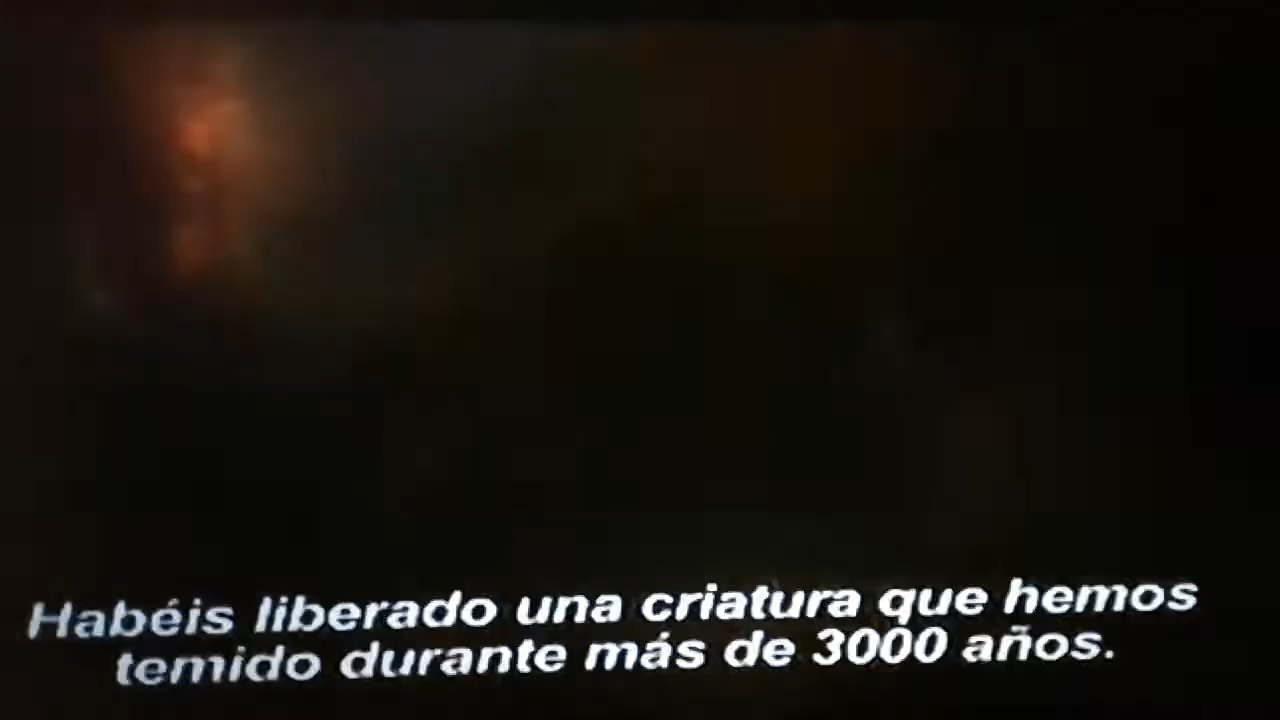 Habéis liberado una criatura que hemos
temido durante más de 3000 años.